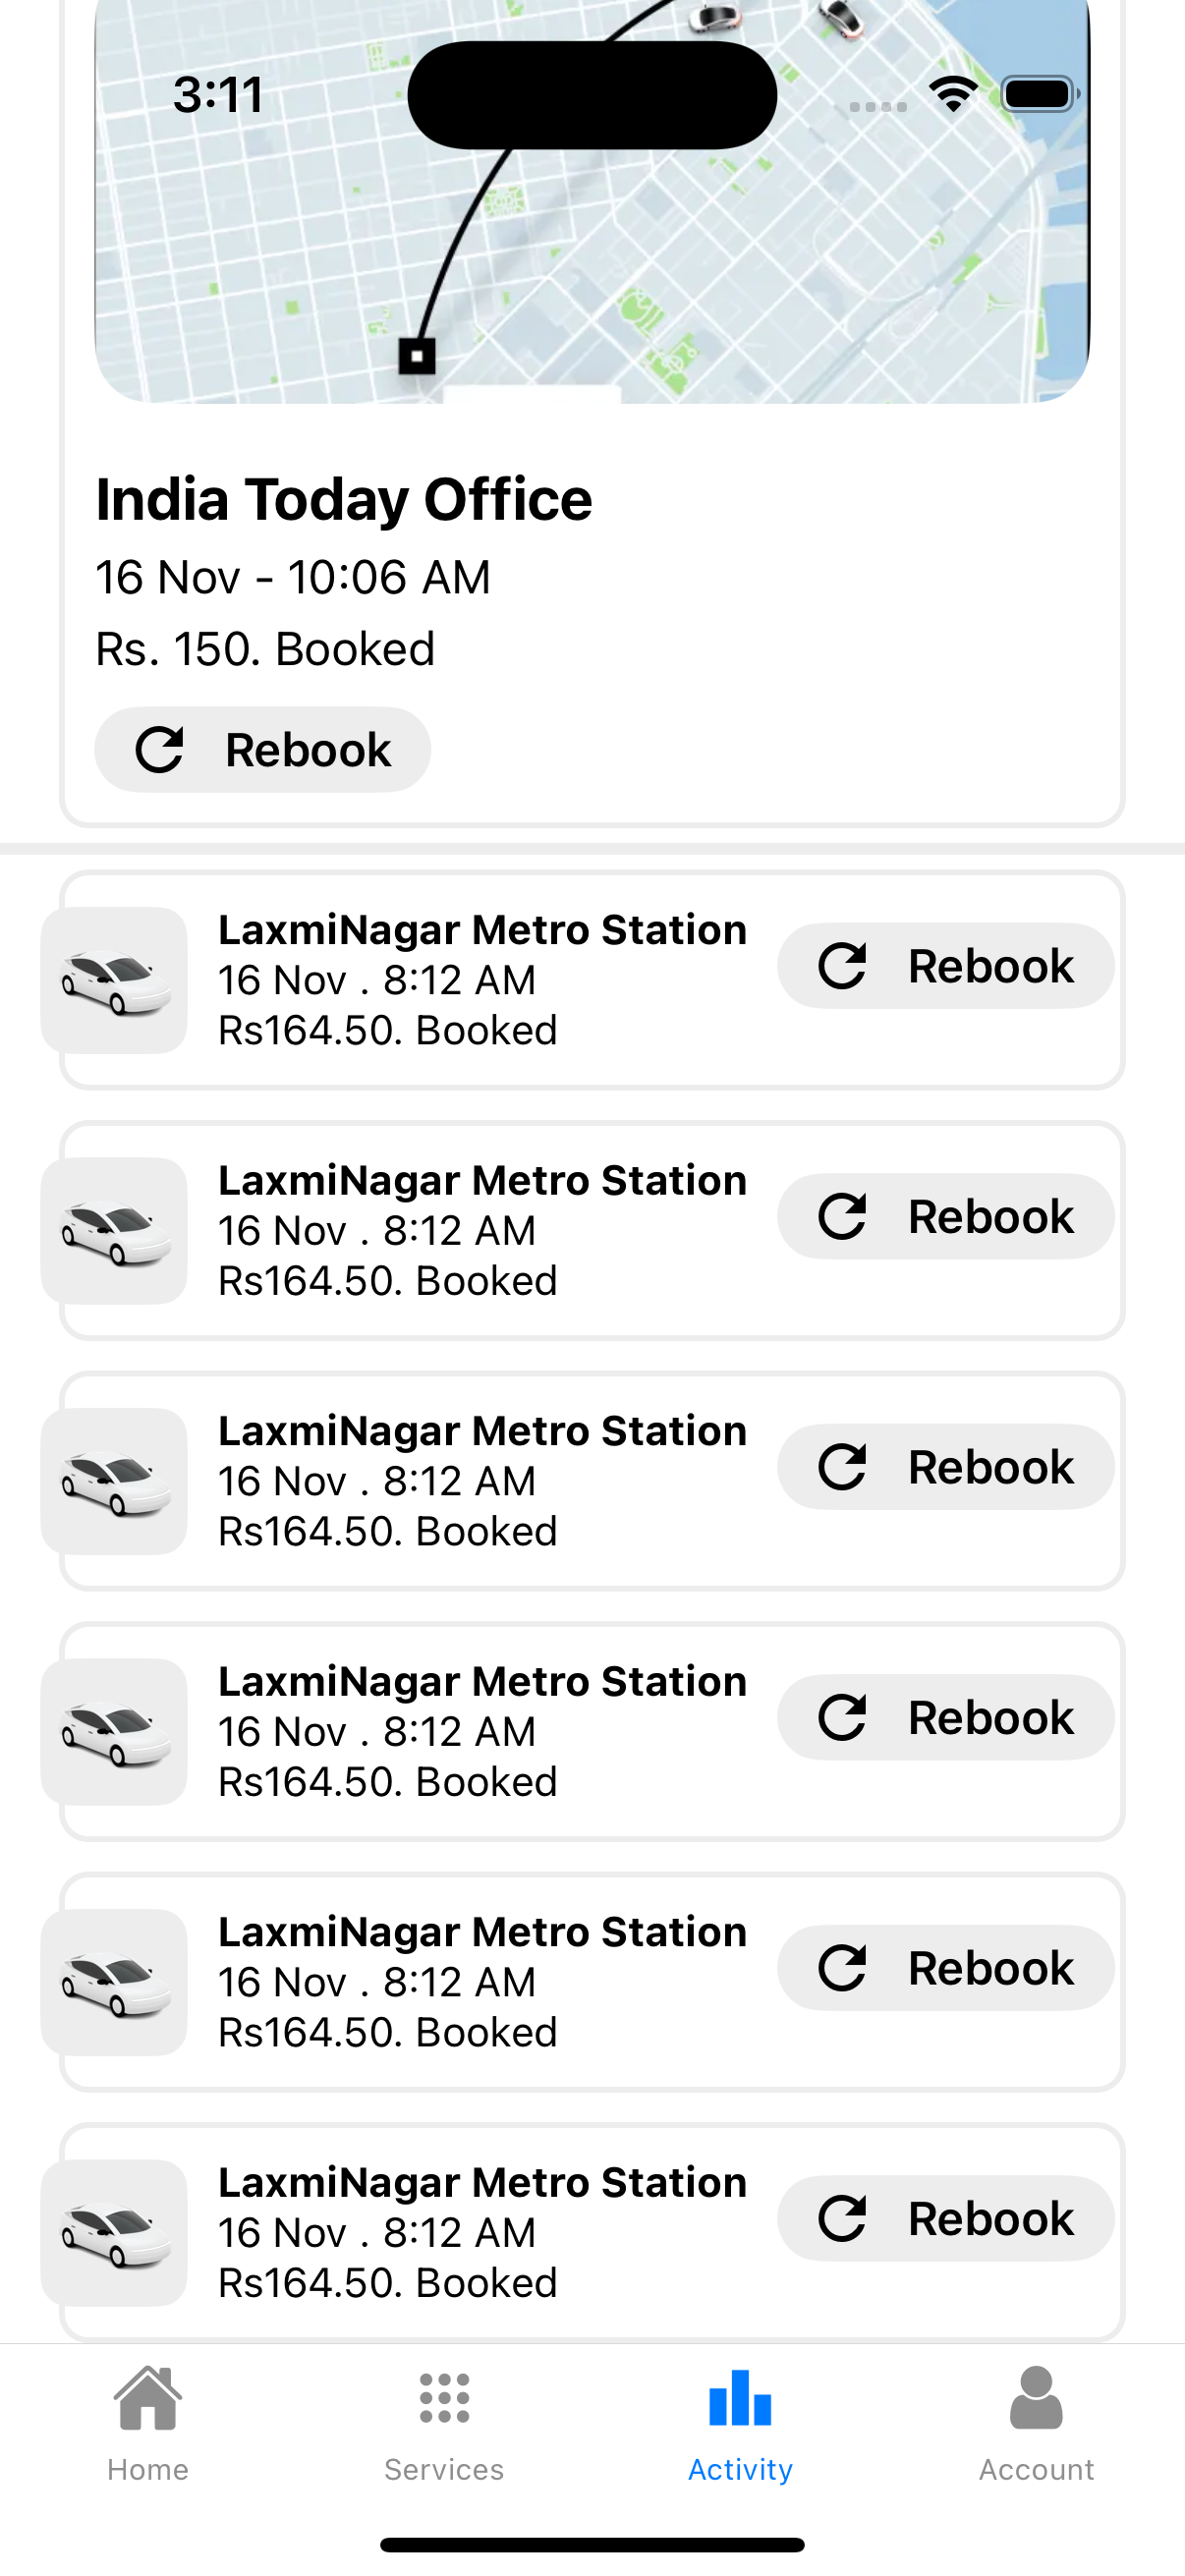 3:11
India Today Office
16 Nov - 10:06 AM
Rs. 150. Booked
Rebook
LaxmiNagar Metro Station
16 Nov . 8:12 AM
Rs164.50. Booked
Rebook
LaxmiNagar Metro Station
16 Nov . 8:12 AM
Rs164.50. Booked
Rebook
LaxmiNagar Metro Station
16 Nov . 8:12 AM
Rs164.50. Booked
Rebook
LaxmiNagar Metro Station
16 Nov . 8:12 AM
Rs164.50. Booked
Rebook
LaxmiNagar Metro Station
16 Nov . 8:12 AM
Rs164.50. Booked
Rebook
LaxmiNagar Metro Station
16 Nov . 8:12 AM
Rs164.50. Booked
Rebook
Home Services Activity Account